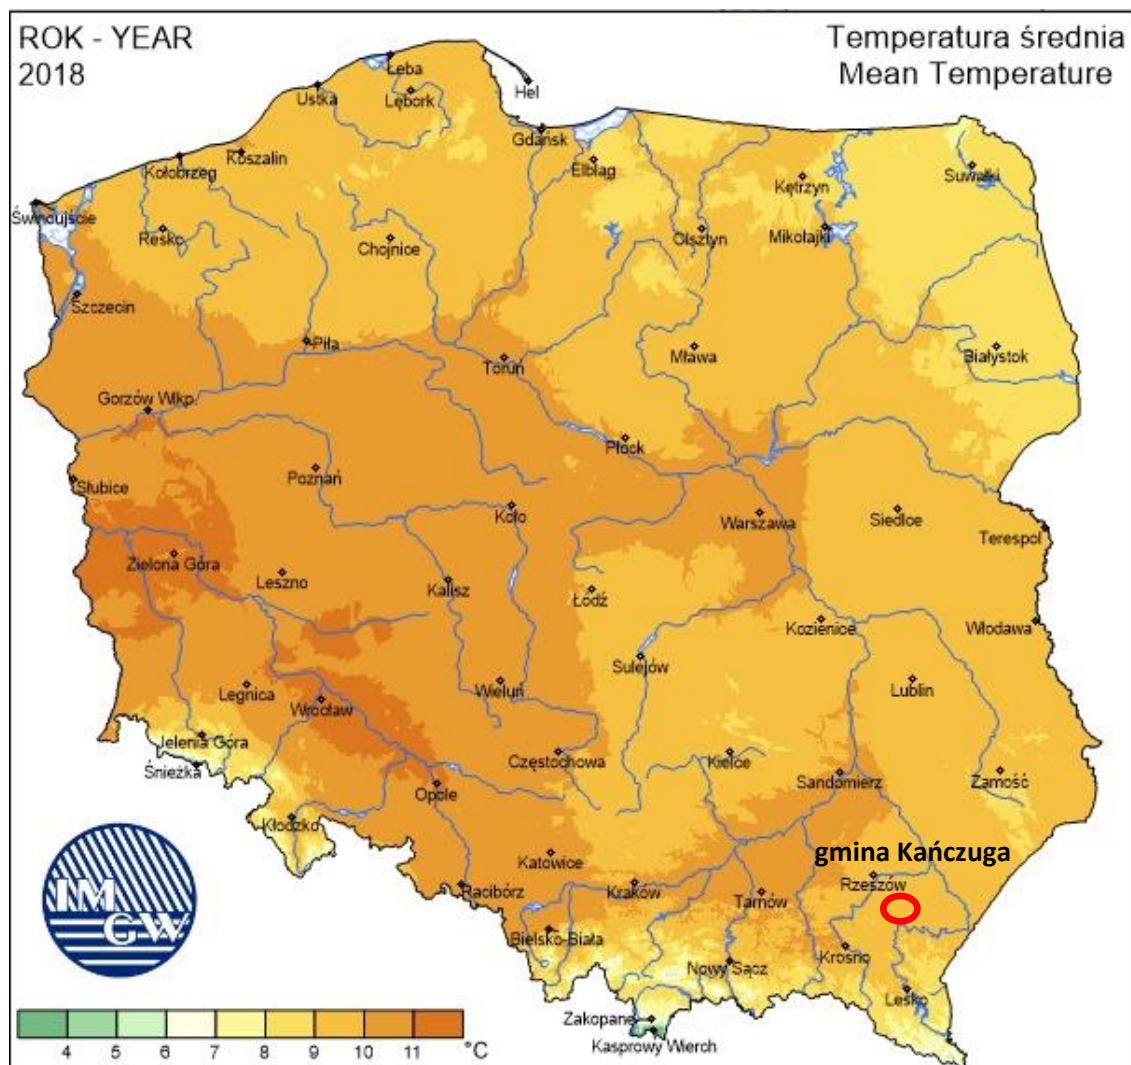 ROK - YEAR
2018
Temperatura średnia
Mean Temperature
Łeba
Ustka
Lębork
Hel
Gdańsk
Koszalin
Kołobrzeg
Elbląg
Kętrzyn
Suwałki
Świnoujście
Resko
Chojnice
Olsztyn
Mikołajki
Szczecin
Piła
Toruń
Mława
Białystok
Gorzów Wlkp.
Płock
Słubice
Poznań
Koło
Warszawa
Siedlce
Terespol
Zielona Góra
Leszno
Kalisz
Łódź
Kozienice
Włodawa
Sulejów
Legnica
Wrocław
Wieluń
Lublin
Jelenia Góra
Śnieżka
Częstochowa
Kielce
Sandomierz
Zamość
Opole
Kłodzko
gmina Kańczuga
Katowice
Racibórz
Kraków
Tarnów
Rzeszów
IM
G-W
Bielsko-Biała
Nowy Sącz
Krosno
Lesko
Zakopane
Kasprowy Wierch
4 5 6 7 8 9 10 11 °C